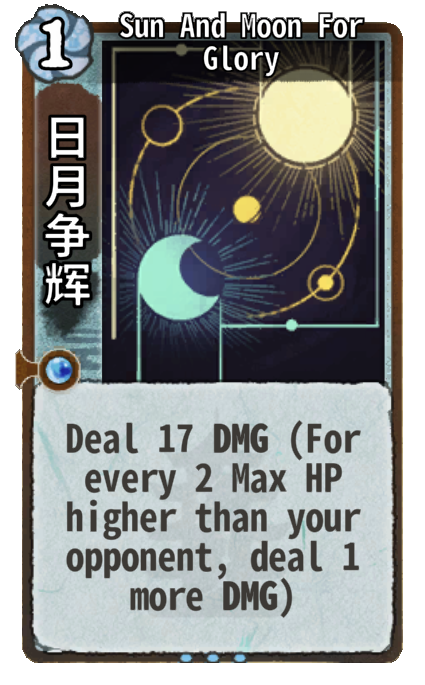 1
Sun And Moon For
Glory
日月争辉
Deal 17 DMG (For
every 2 Max HP
higher than your
opponent, deal 1
more DMG)